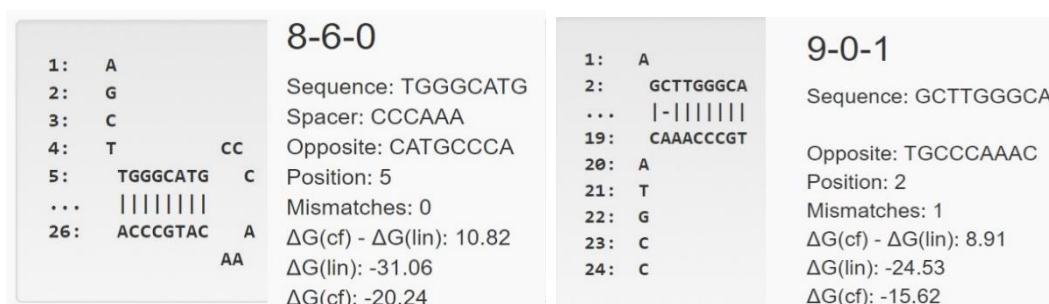 1: A
2: G
3: C
4: T CC
5: TGGGCATG C
... ||||||||
26: ACCCGTAC A
AA
8-6-0
Sequence: TGGGCATG
Spacer: CCCAAA
Opposite: CATGCCCA
Position: 5
Mismatches: 0
ΔG(cf) - ΔG(lin): 10.82
ΔG(lin): -31.06
ΔG(cf): -20.24
1: A
2: GCTTGGGCA
... |-|||||||
19: CAAACCCGT
20: A
21: T
22: G
23: C
24: C
9-0-1
Sequence: GCTTGGGCA
Opposite: TGCCCAAAC
Position: 2
Mismatches: 1
ΔG(cf) - ΔG(lin): 8.91
ΔG(lin): -24.53
ΔG(cf): -15.62